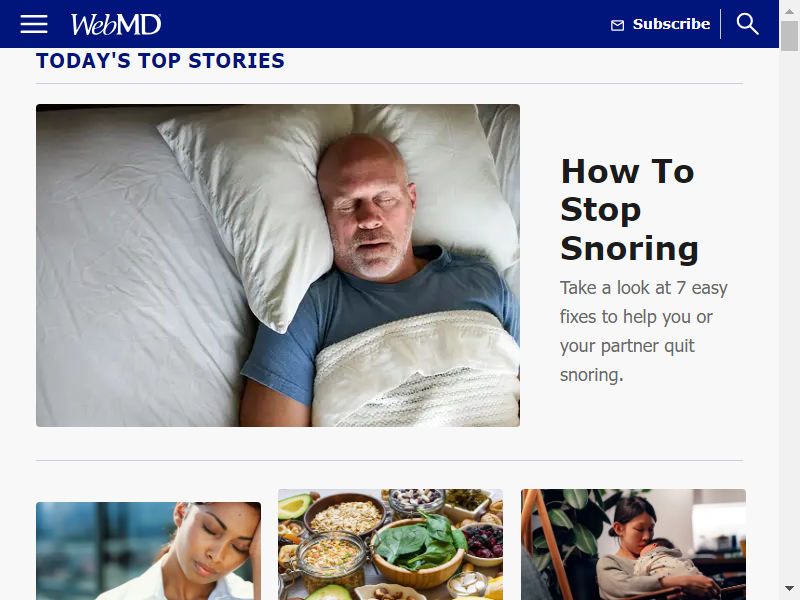 WebMD
Subscribe
TODAY'S TOP STORIES
How To
Stop
Snoring
Take a look at 7 easy
fixes to help you or
your partner quit
snoring.